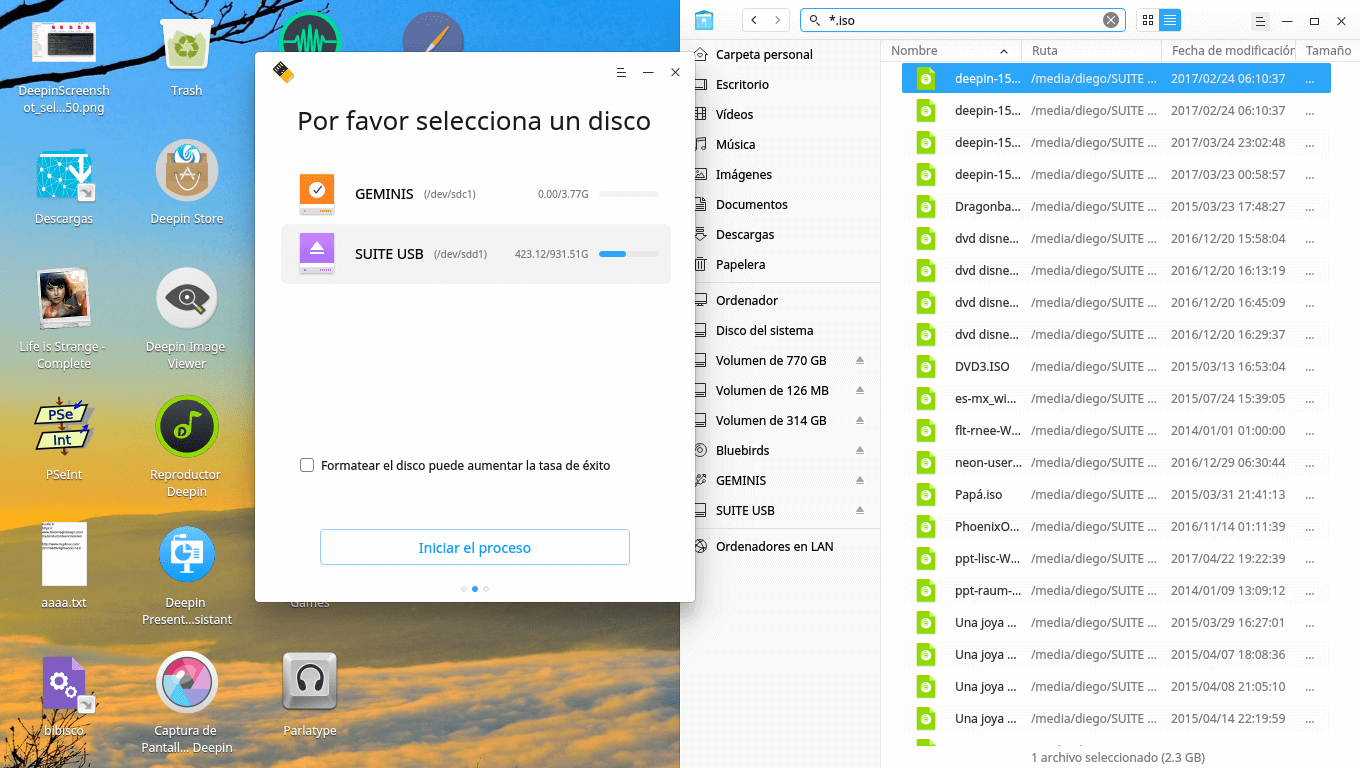 DeepinScreensh
ot_sel...50.png
Trash
Descargas
Deepin Store
Life is Strange -
Complete
Deepin Image
Viewer
PSe
Int
PSeInt
Reproductor
Deepin
aaaa.txt
Deepin
Present...sistant
Games
bibisco
Captura de
Pantall... Deepin
Parlatype
Por favor selecciona un disco
GEMINIS (/dev/sdc1) 0.00/3.77G
SUITE USB (/dev/sdd1) 423.12/931.51G
Formatear el disco puede aumentar la tasa de éxito
Iniciar el proceso
*.iso
Carpeta personal
Escritorio
Vídeos
Música
Imágenes
Documentos
Descargas
Papelera
Ordenador
Disco del sistema
Volumen de 770 GB
Volumen de 126 MB
Volumen de 314 GB
Bluebirds
GEMINIS
SUITE USB
Ordenadores en LAN
Nombre Ruta Fecha de modificación Tamaño
deepin-15... /media/diego/SUITE ... 2017/02/24 06:10:37 ...
deepin-15... /media/diego/SUITE ... 2017/02/24 06:10:37 ...
deepin-15... /media/diego/SUITE ... 2017/03/24 23:02:48 ...
deepin-15... /media/diego/SUITE ... 2017/03/23 00:58:57 ...
Dragonba... /media/diego/SUITE ... 2015/03/23 17:48:27 ...
dvd disne... /media/diego/SUITE ... 2016/12/20 15:58:04 ...
dvd disne... /media/diego/SUITE ... 2016/12/20 16:13:19 ...
dvd disne... /media/diego/SUITE ... 2016/12/20 16:45:09 ...
dvd disne... /media/diego/SUITE ... 2016/12/20 16:29:37 ...
DVD3.ISO /media/diego/SUITE ... 2015/03/13 16:53:04 ...
es-mx_wi... /media/diego/SUITE ... 2015/07/24 15:39:05 ...
flt-rnee-W... /media/diego/SUITE ... 2014/01/01 01:00:00 ...
neon-user... /media/diego/SUITE ... 2016/12/29 06:30:44 ...
Papá.iso /media/diego/SUITE ... 2015/03/31 21:41:13 ...
PhoenixO... /media/diego/SUITE ... 2016/11/14 01:11:39 ...
ppt-lisc-W... /media/diego/SUITE ... 2017/04/22 19:22:39 ...
ppt-raum-... /media/diego/SUITE ... 2014/01/09 13:09:12 ...
Una joya ... /media/diego/SUITE ... 2015/03/29 16:27:01 ...
Una joya ... /media/diego/SUITE ... 2015/04/07 18:08:36 ...
Una joya ... /media/diego/SUITE ... 2015/04/08 21:05:10 ...
Una joya ... /media/diego/SUITE ... 2015/04/14 22:19:59 ...
1 archivo seleccionado (2.3 GB)